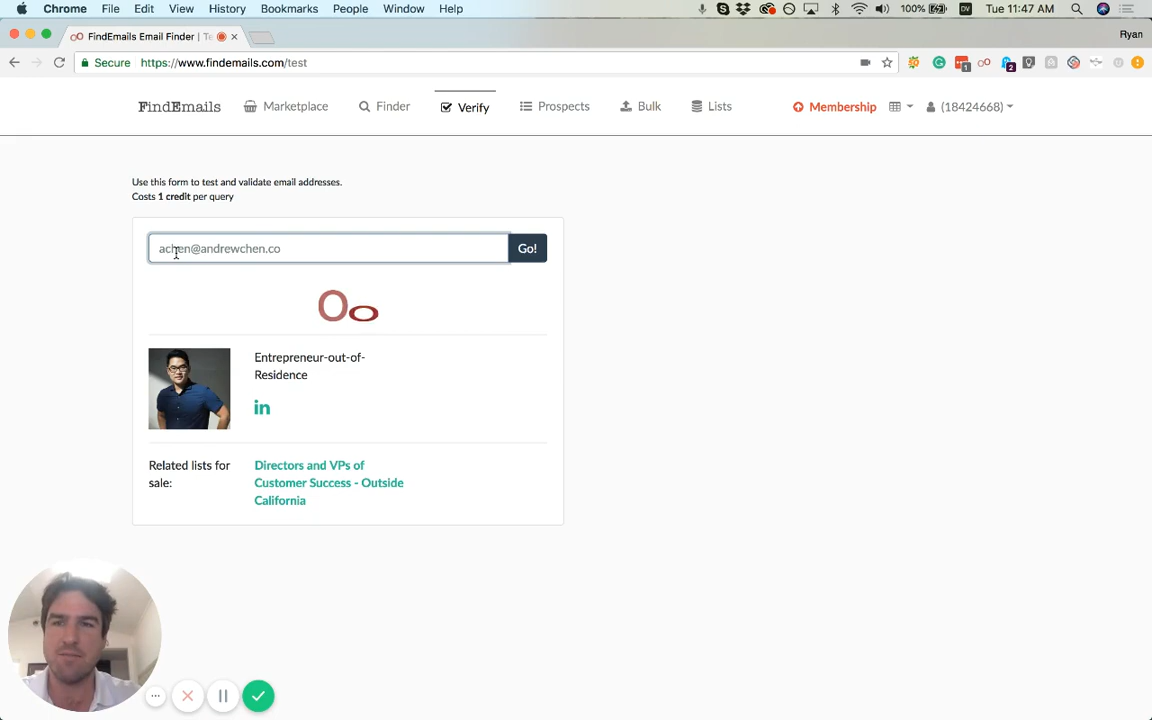 Chrome File Edit View History Bookmarks People Window Help 100% Tue 11:47 AM
FindEmails Email Finder | Te Ryan
Secure https://www.findemails.com/test 1 2
FindEmails Marketplace Finder Verify Prospects Bulk Lists Membership (18424668)
Use this form to test and validate email addresses.
Costs 1 credit per query
achen@andrewchen.co Go!
Oo
Entrepreneur-out-of-
Residence
in
Related lists for
sale:
Directors and VPs of
Customer Success - Outside
California